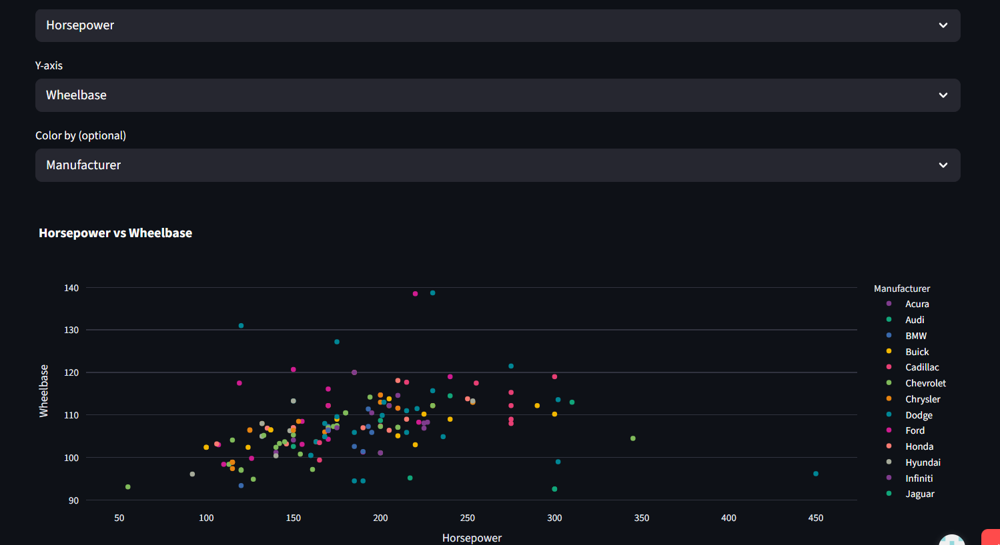 Horsepower
Y-axis
Wheelbase
Color by (optional)
Manufacturer
Horsepower vs Wheelbase
140
130
120
110
100
90
Wheelbase
50 100 150 200 250 300 350 400 450
Horsepower
Manufacturer
Acura
Audi
BMW
Buick
Cadillac
Chevrolet
Chrysler
Dodge
Ford
Honda
Hyundai
Infiniti
Jaguar